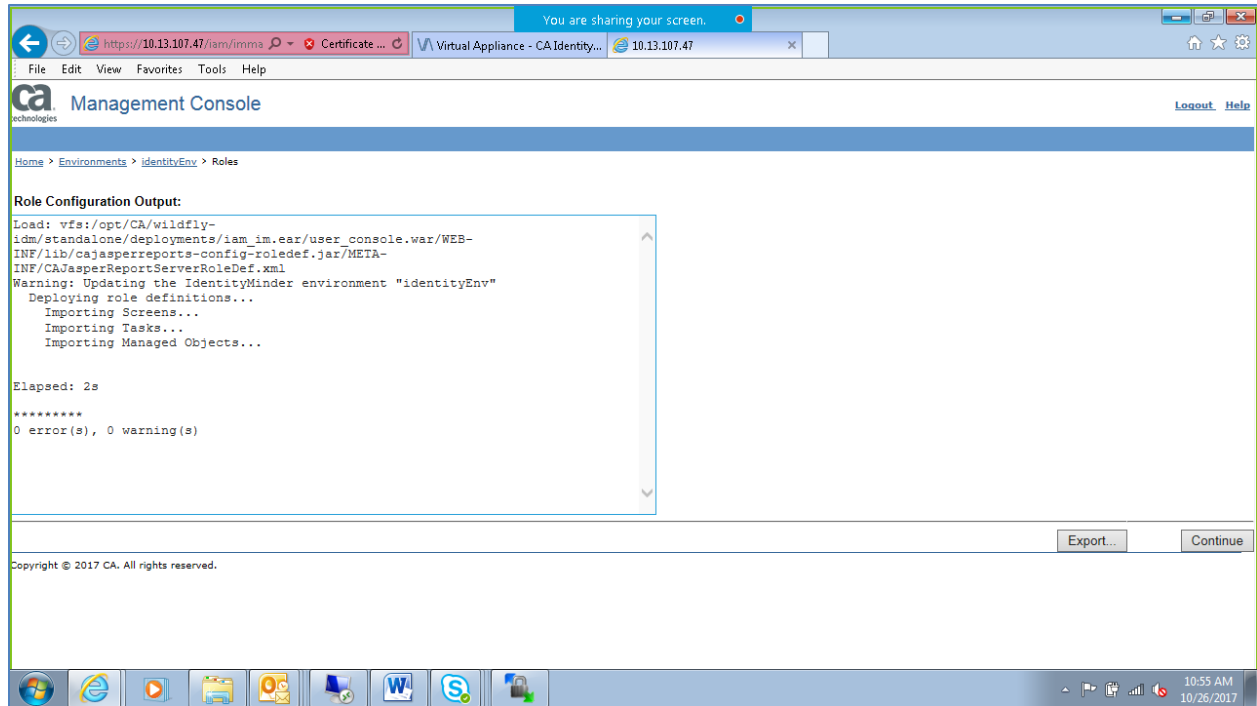 You are sharing your screen.
https://10.13.107.47/iam/imma
Certificate ...
Virtual Appliance - CA Identity...
10.13.107.47
File Edit View Favorites Tools Help
ca
technologies
Management Console
Logout Help
Home > Environments > identityEnv > Roles
Role Configuration Output:
Load: vfs:/opt/CA/wildfly-
idm/standalone/deployments/iam_im.ear/user_console.war/WEB-
INF/lib/cajasperreports-config-roledef.jar/META-
INF/CAJasperReportServerRoleDef.xml
Warning: Updating the IdentityMinder environment "identityEnv"
Deploying role definitions...
Importing Screens...
Importing Tasks...
Importing Managed Objects...
Elapsed: 2s
*********
0 error(s), 0 warning(s)
Export...
Continue
Copyright © 2017 CA. All rights reserved.
10:55 AM
10/26/2017